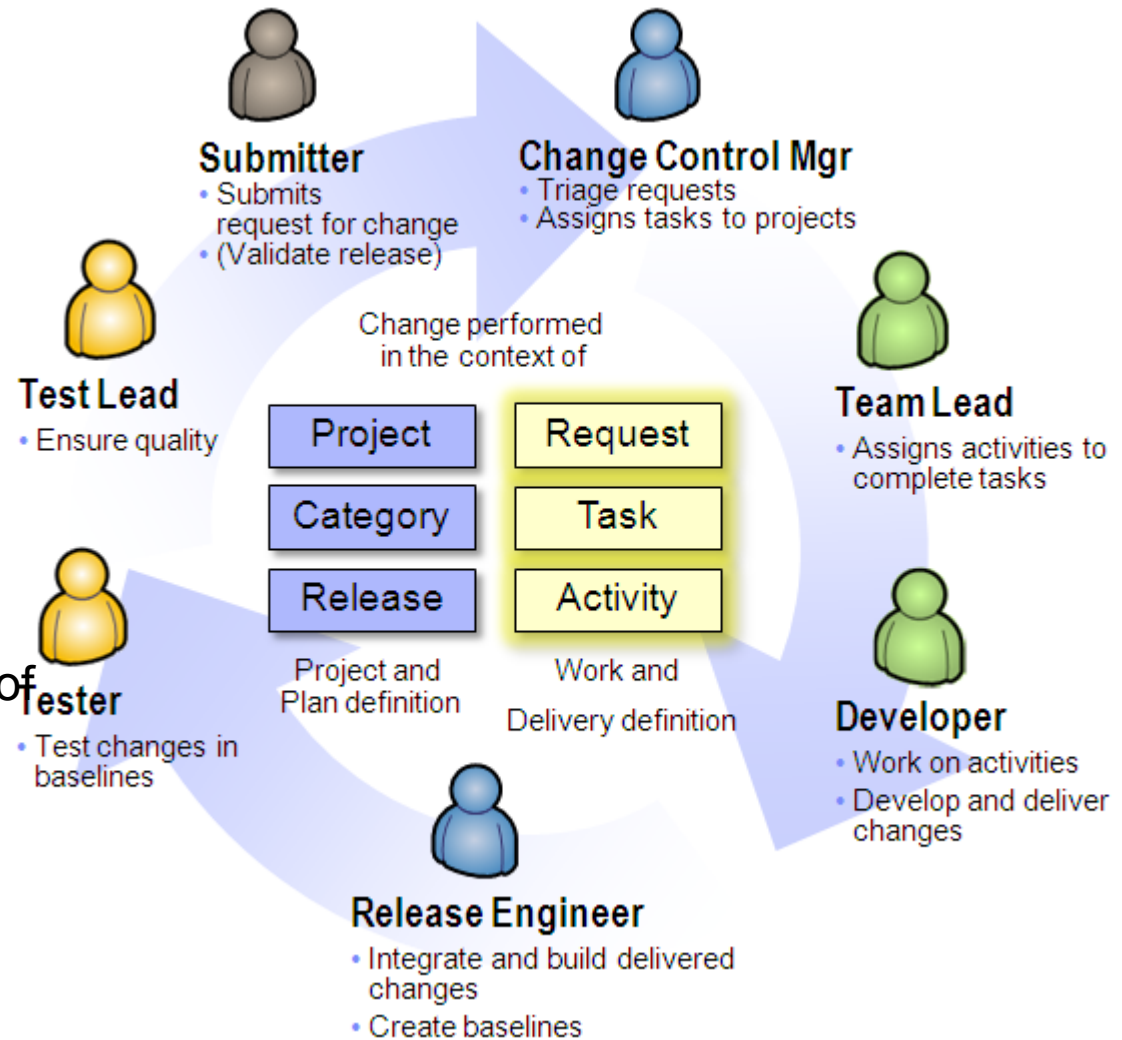 Submitter
• Submits
request for change
• (Validate release)
Change Control Mgr
• Triage requests
• Assigns tasks to projects
Team Lead
• Assigns activities to
complete tasks
Developer
• Work on activities
• Develop and deliver
changes
Release Engineer
• Integrate and build delivered
changes
• Create baselines
of
Tester
• Test changes in
baselines
Test Lead
• Ensure quality
Change performed
in the context of
Project
Category
Release
Project and
Plan definition
Request
Task
Activity
Work and
Delivery definition